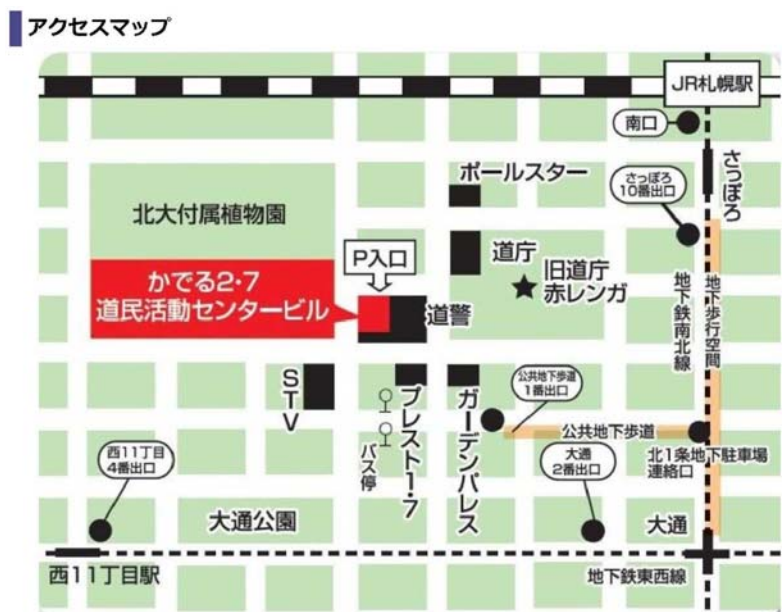 アクセスマップ
JR札幌駅
南口
さっぽろ
ポールスター
さっぽろ
10番出口
北大付属植物園
P入口
道庁
旧道庁
赤レンガ
かでる2・7
道民活動センタービル
道警
地下鉄南北線
地下歩行空間
STV
プレスト1・7
ガーデンパレス
公共地下歩道
1番出口
バス停
公共地下歩道
西11丁目
4番出口
大通
2番出口
北1条地下駐車場
連絡口
大通公園
大通
西11丁目駅
地下鉄東西線